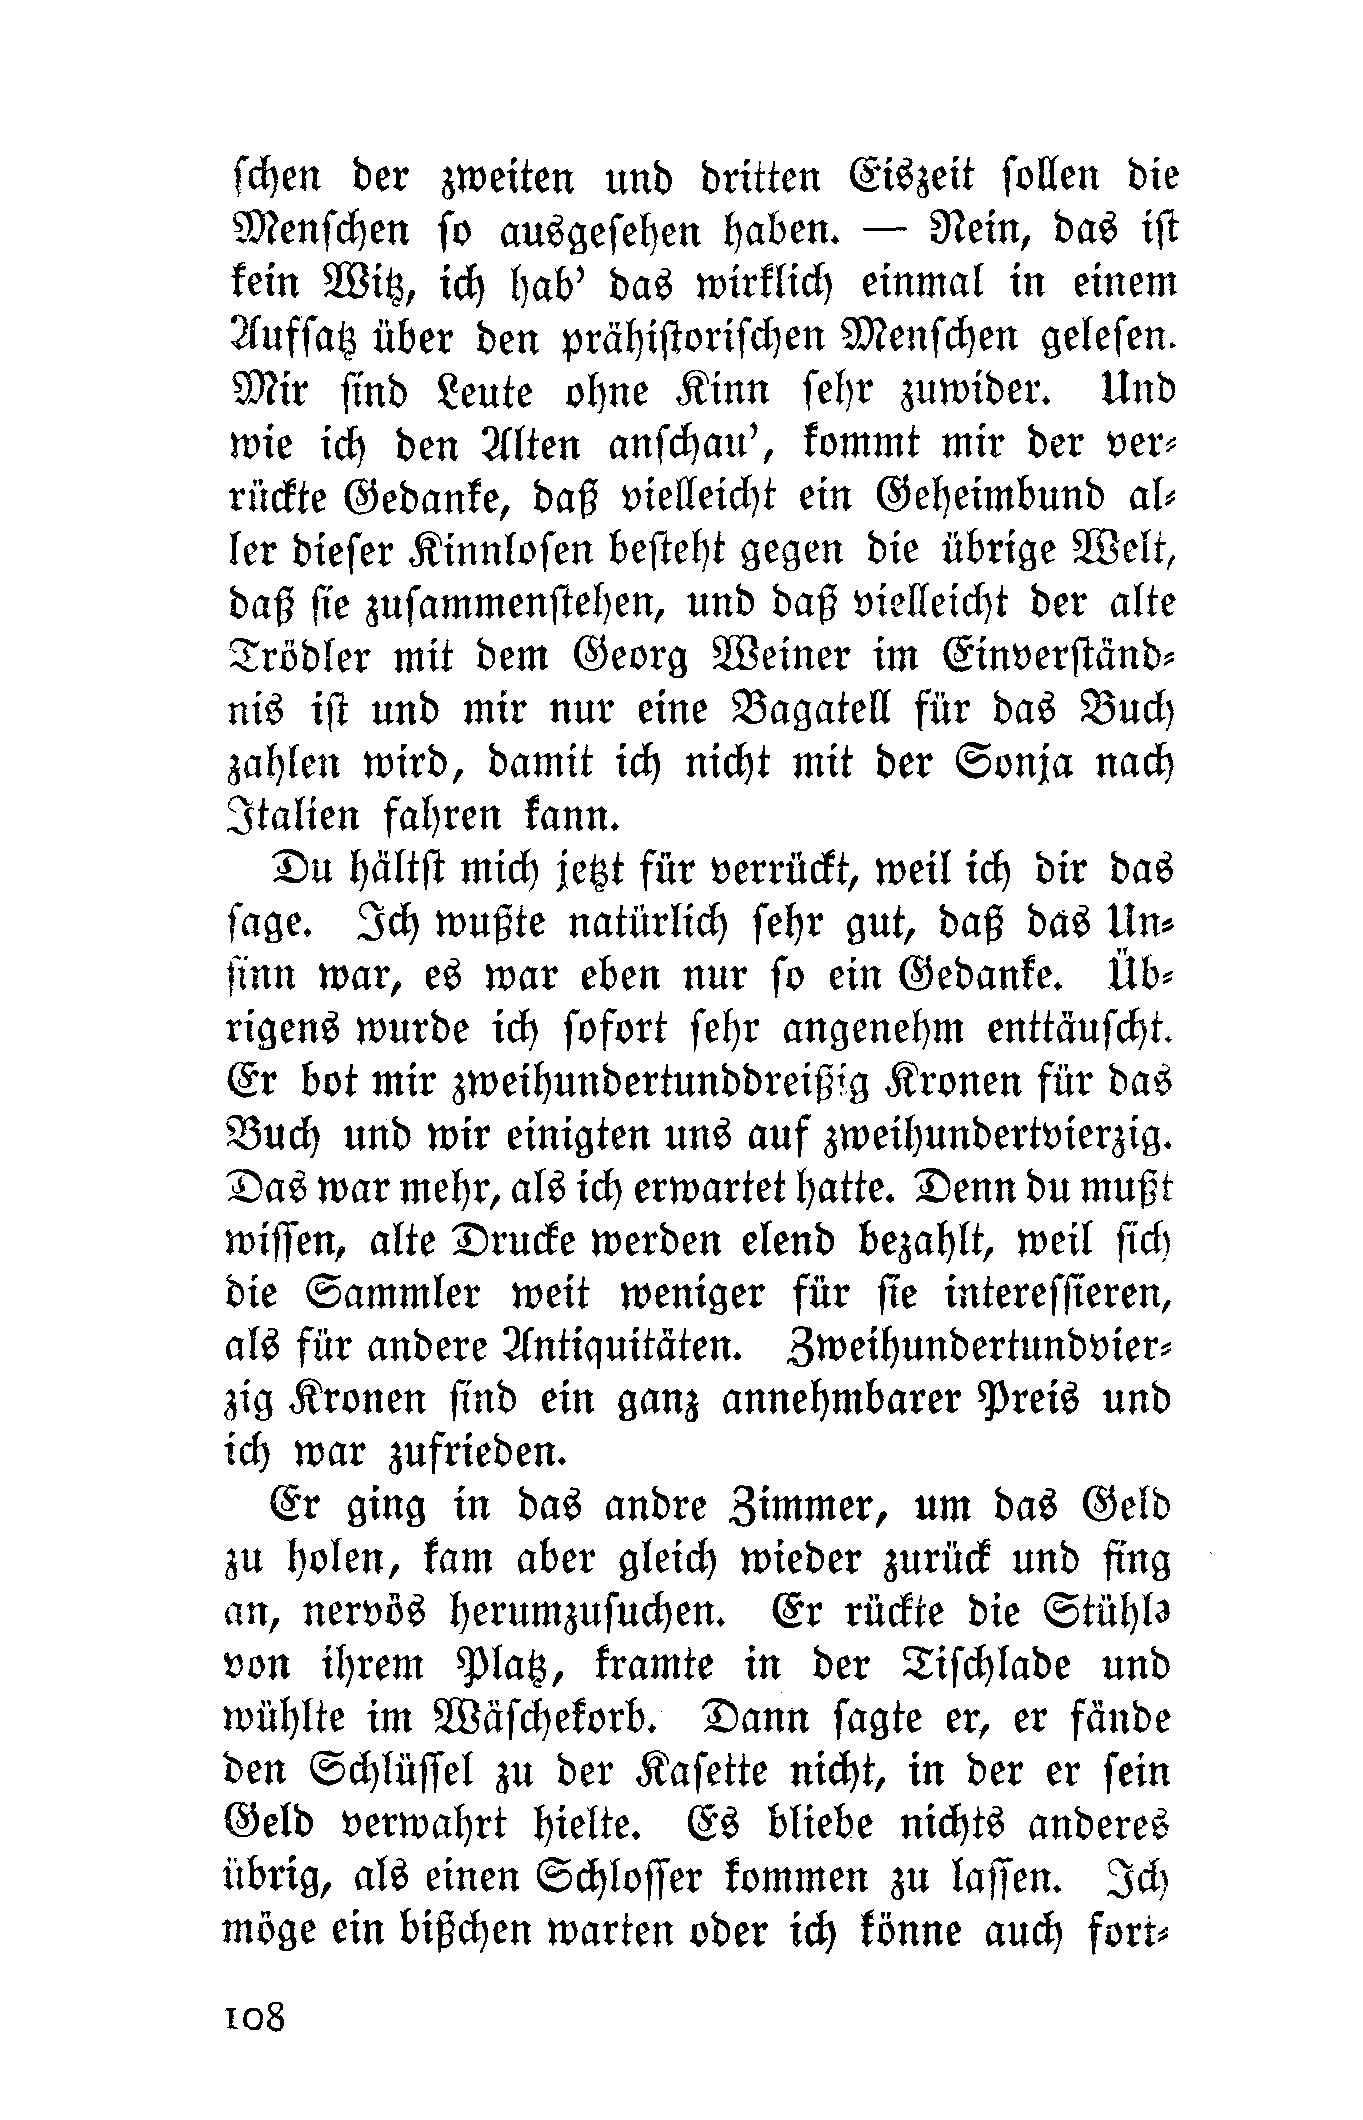 schen der zweiten und dritten Eiszeit sollen die
Menschen so ausgesehen haben. — Nein, das ist
kein Witz, ich hab' das wirklich einmal in einem
Aufsatz über den prähistorischen Menschen gelesen.
Mir sind Leute ohne Kinn sehr zuwider. Und
wie ich den Alten anschau', kommt mir der ver-
rückte Gedanke, daß vielleicht ein Geheimbund al-
ler dieser Kinnlosen besteht gegen die übrige Welt,
daß sie zusammenstehen, und daß vielleicht der alte
Trödler mit dem Georg Weiner im Einverständ-
nis ist und mir nur eine Bagatell für das Buch
zahlen wird, damit ich nicht mit der Sonja nach
Italien fahren kann.
Du hältst mich jetzt für verrückt, weil ich dir das
sage. Ich wußte natürlich sehr gut, daß das Un-
sinn war, es war eben nur so ein Gedanke. Üb-
rigens wurde ich sofort sehr angenehm enttäuscht.
Er bot mir zweihundertunddreißig Kronen für das
Buch und wir einigten uns auf zweihundertvierzig.
Das war mehr, als ich erwartet hatte. Denn du mußt
wissen, alte Drucke werden elend bezahlt, weil sich
die Sammler weit weniger für sie interessieren,
als für andere Antiquitäten. Zweihundertundvier-
zig Kronen sind ein ganz annehmbarer Preis und
ich war zufrieden.
Er ging in das andre Zimmer, um das Geld
zu holen, kam aber gleich wieder zurück und fing
an, nervös herumzusuchen. Er rückte die Stühle
von ihrem Platz, kramte in der Tischlade und
wühlte im Wäschekorb. Dann sagte er, er fände
den Schlüssel zu der Kasette nicht, in der er sein
Geld verwahrt hielte. Es bliebe nichts anderes
übrig, als einen Schlosser kommen zu lassen. Ich
möge ein bißchen warten oder ich könne auch fort-
108